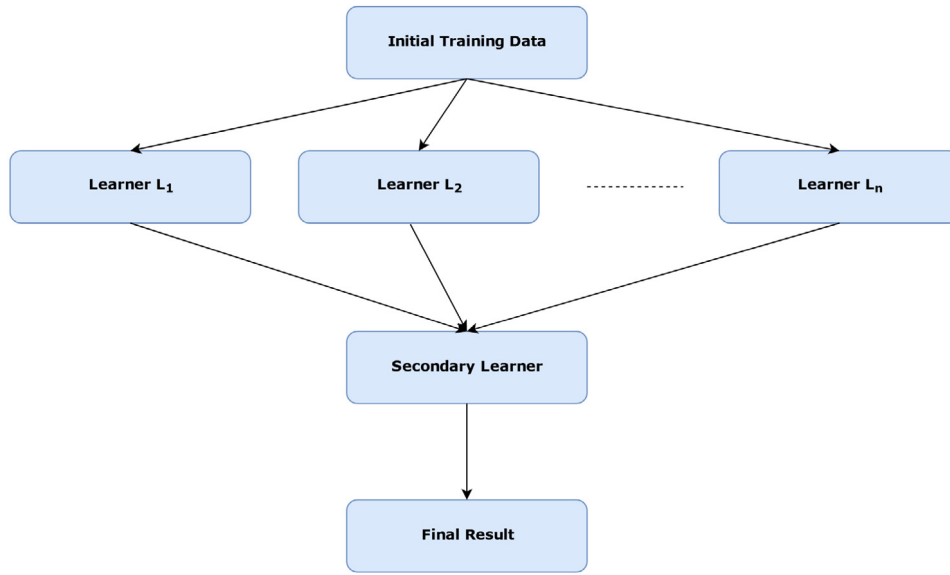 Initial Training Data
Learner L₁
Learner L₂
Learner Lₙ
Secondary Learner
Final Result